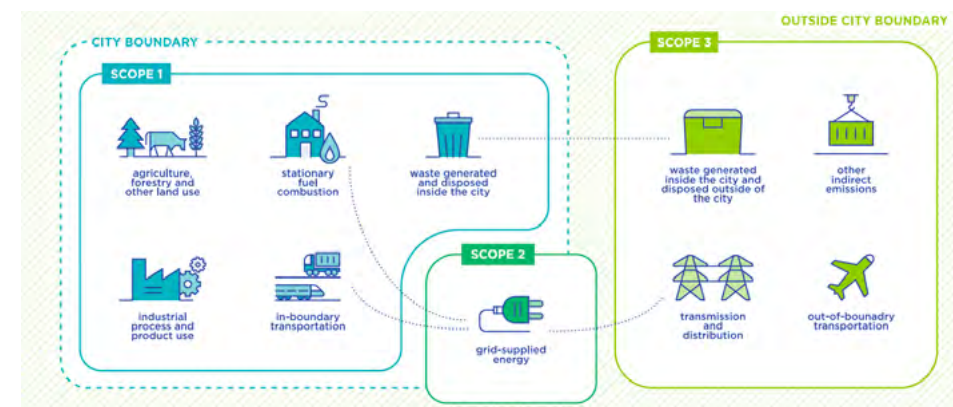 OUTSIDE CITY BOUNDARY
CITY BOUNDARY
SCOPE 3
SCOPE 1
agriculture,
forestry and
other land use
stationary
fuel
combustion
waste generated
and disposed
inside the city
waste generated
inside the city and
disposed outside of
the city
other
indirect
emissions
SCOPE 2
industrial
process and
product use
in-boundary
transportation
grid-supplied
energy
transmission
and
distribution
out-of-bounadry
transportation